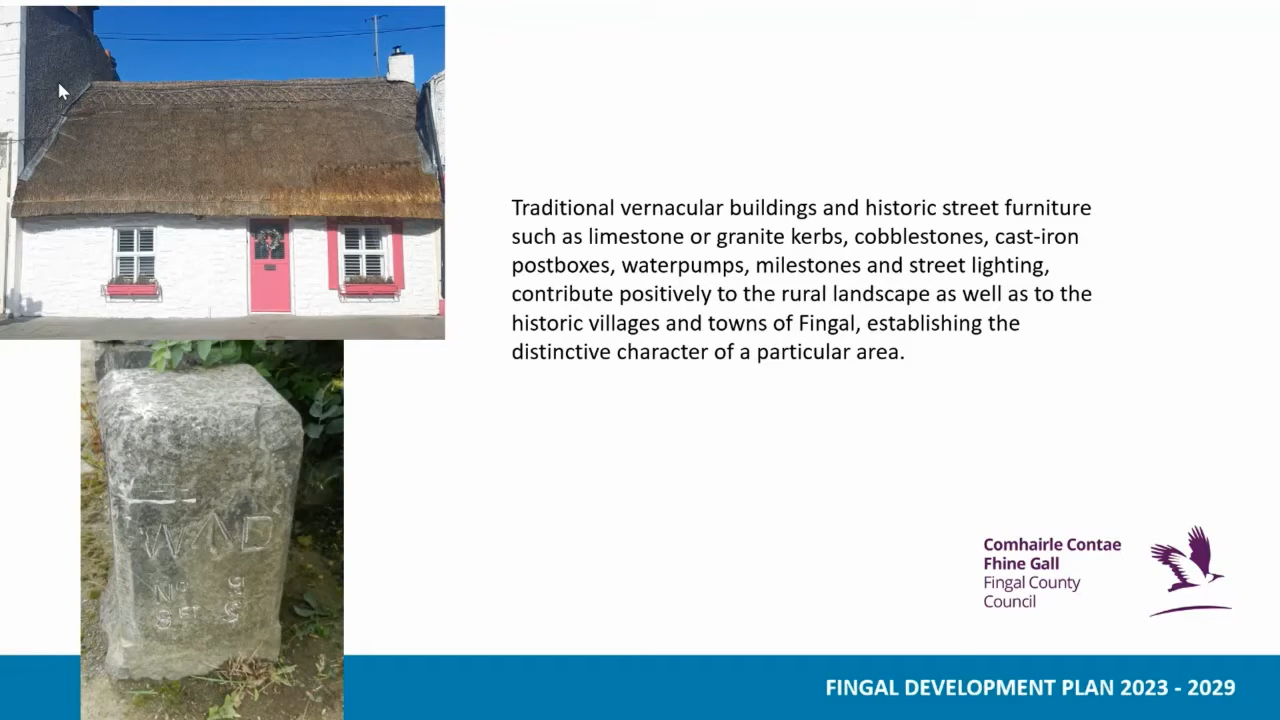 Traditional vernacular buildings and historic street furniture
such as limestone or granite kerbs, cobblestones, cast-iron
postboxes, waterpumps, milestones and street lighting,
contribute positively to the rural landscape as well as to the
historic villages and towns of Fingal, establishing the
distinctive character of a particular area.
W D
No 9
Comhairle Contae
Fhine Gall
Fingal County
Council
FINGAL DEVELOPMENT PLAN 2023 - 2029